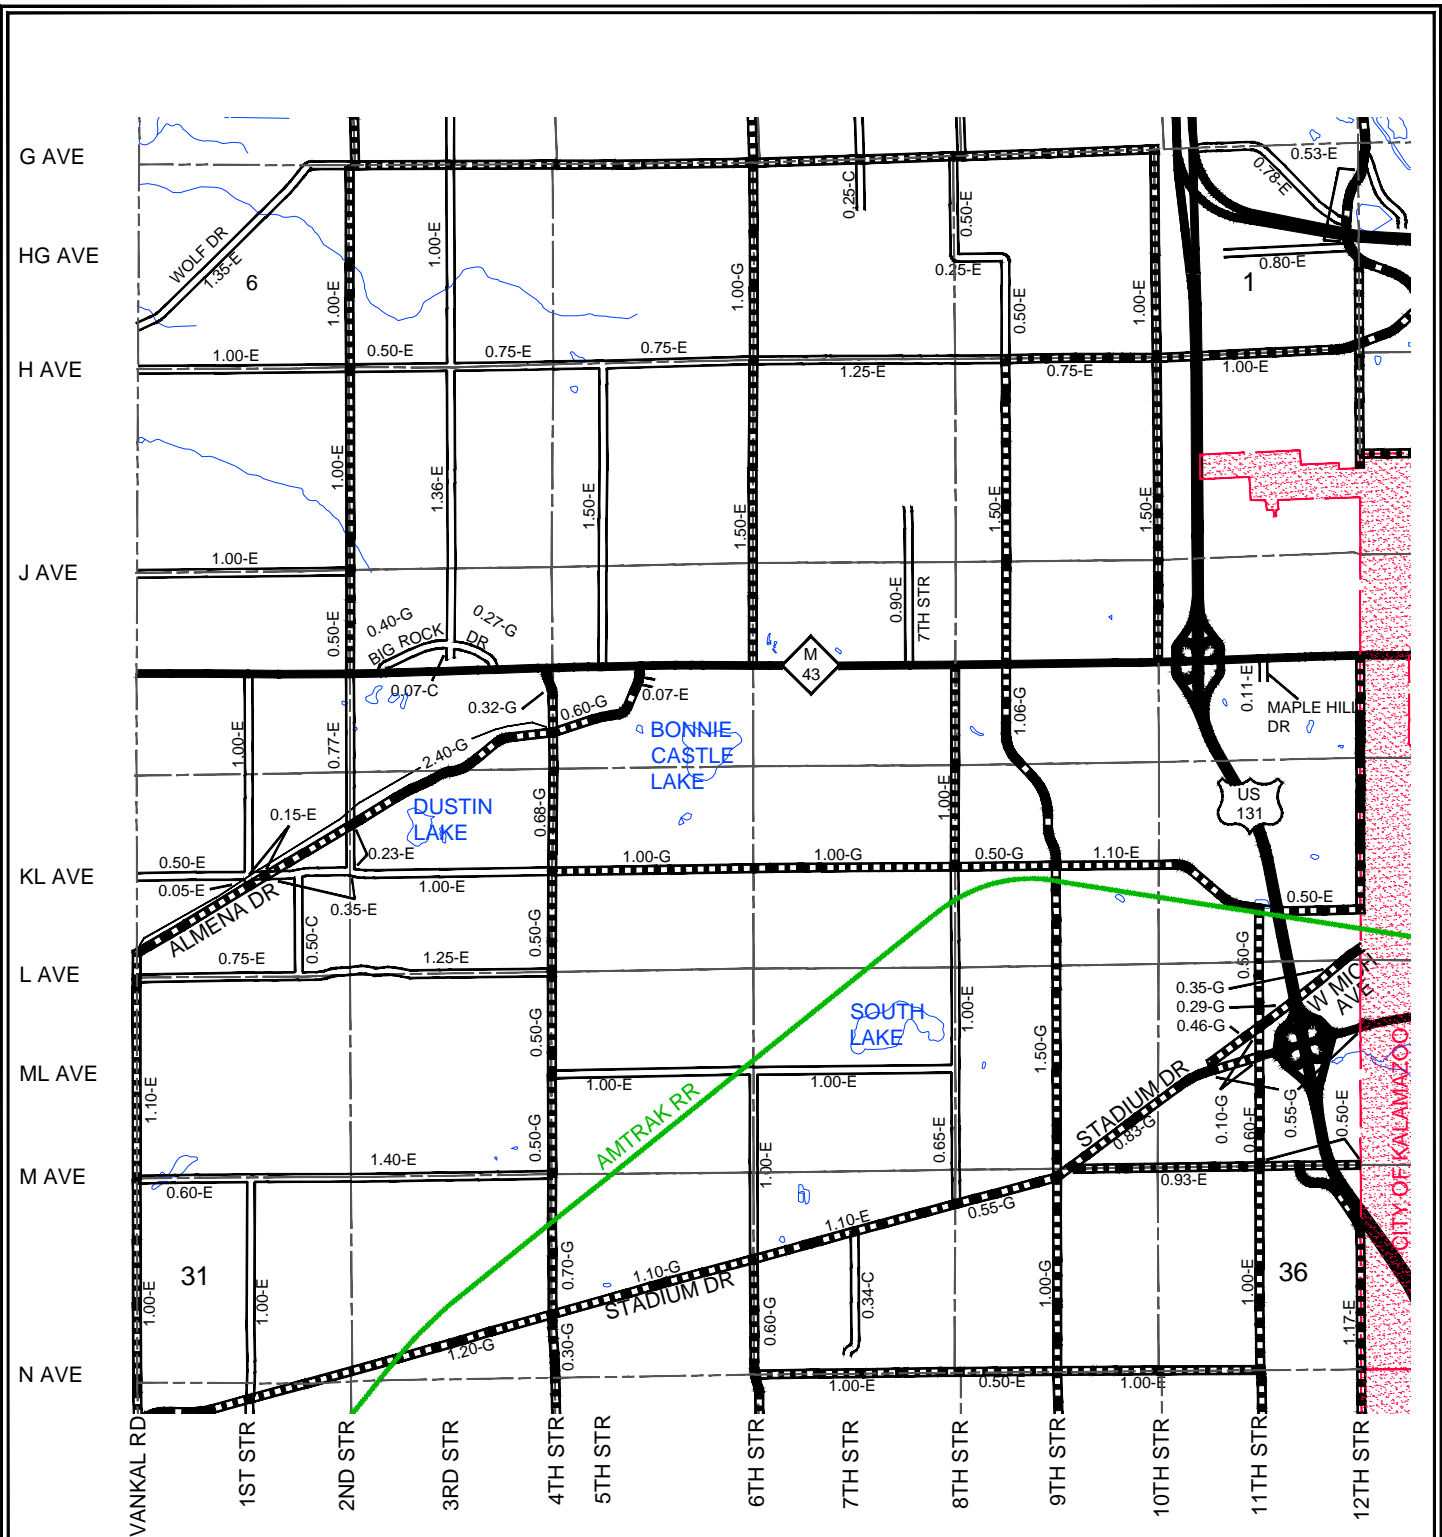 G AVE
0.53-E
0.78-E
0.25-C
0.50-E
WOLF DR
1.35-E
1.00-E
HG AVE
0.25-E
0.80-E
6
1
1.00-E
1.00-G
0.50-E
1.00-E
H AVE
1.00-E
0.50-E
0.75-E
0.75-E
1.25-E
0.75-E
1.00-E
1.00-E
1.36-E
1.50-E
1.50-E
1.50-E
1.50-E
J AVE
1.00-E
0.50-E
0.40-G
BIG ROCK
DR
0.27-G
0.90-E
7TH STR
M
43
0.07-C
0.32-G
0.60-G
0.07-E
1.06-G
0.11-E
MAPLE HILL
DR
BONNIE
CASTLE
LAKE
1.00-E
0.77-E
2.40-G
0.68-G
1.00-E
US
131
DUSTIN
LAKE
0.15-E
0.23-E
KL AVE
0.50-E
0.05-E
1.00-E
1.00-G
1.00-G
0.50-G
1.10-E
0.50-E
0.35-E
ALMENA DR
0.50-C
0.50-G
0.50-G
L AVE
0.75-E
1.25-E
0.35-G
0.29-G
0.46-G
W MICH
AVE
1.00-E
SOUTH
LAKE
0.50-G
1.50-G
ML AVE
1.00-E
1.00-E
1.10-E
AMTRAK RR
0.50-G
STADIUM DR
0.83-G
0.10-G
0.60-E
0.55-G
0.50-E
CITY OF KALAMAZOO
M AVE
1.40-E
0.60-E
1.00-E
0.65-E
0.93-E
1.10-E
0.55-G
31
36
1.00-E
1.00-E
0.70-G
1.10-G
STADIUM DR
0.60-G
0.34-C
1.00-G
1.00-E
1.17-E
1.20-G
0.30-G
N AVE
1.00-E
0.50-E
1.00-E
VANKAL RD
1ST STR
2ND STR
3RD STR
4TH STR
5TH STR
6TH STR
7TH STR
8TH STR
9TH STR
10TH STR
11TH STR
12TH STR